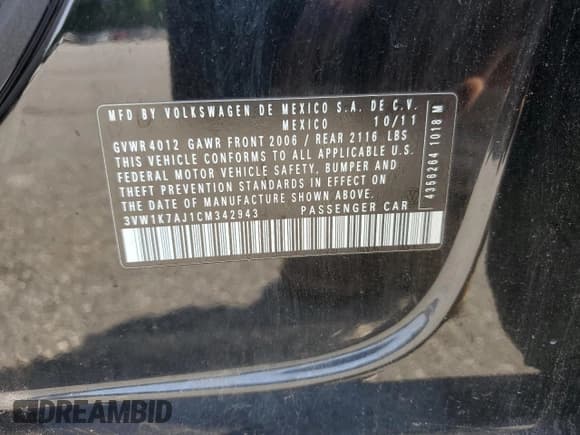 MFD BY VOLKSWAGEN DE MEXICO S.A. DE C.V.
MEXICO 10/11
GVWR 4012 GAWR FRONT 2006 / REAR 2116 LBS
THIS VEHICLE CONFORMS TO ALL APPLICABLE U.S.
FEDERAL MOTOR VEHICLE SAFETY, BUMPER AND
THEFT PREVENTION STANDARDS IN EFFECT ON
THE DATE OF MANUFACTURE SHOWN ABOVE.
3VW1K7AJ1CM342943 PASSENGER CAR
4356264 1018 M
DREAMBID